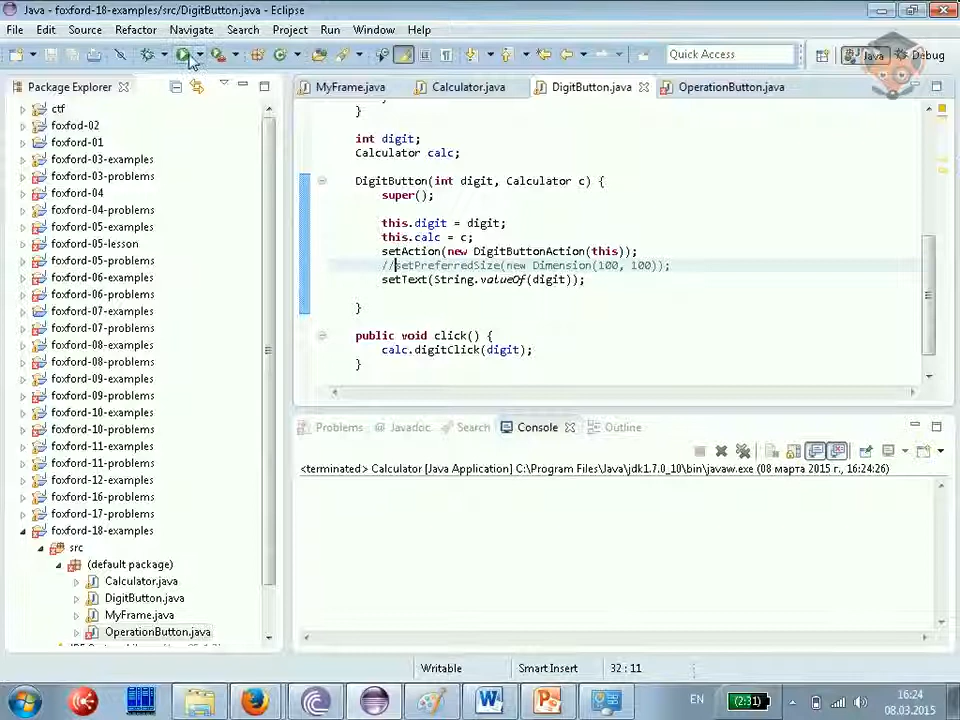 Java - foxford-18-examples/src/DigitButton.java - Eclipse
File Edit Source Refactor Navigate Search Project Run Window Help
Quick Access
Java
Debug
Package Explorer
MyFrame.java
Calculator.java
DigitButton.java
OperationButton.java
ctf
foxfod-02
foxford-01
foxford-03-examples
foxford-03-problems
foxford-04
foxford-04-problems
foxford-05-examples
foxford-05-lesson
foxford-06-examples
foxford-06-problems
foxford-07-examples
foxford-07-problems
foxford-08-examples
foxford-08-problems
foxford-09-examples
foxford-09-problems
foxford-10-examples
foxford-10-problems
foxford-11-examples
foxford-11-problems
foxford-12-examples
foxford-16-problems
foxford-17-problems
foxford-18-examples
src
(default package)
Calculator.java
DigitButton.java
MyFrame.java
OperationButton.java
}
int digit;
Calculator calc;
DigitButton(int digit, Calculator c) {
super();
this.digit = digit;
this.calc = c;
setAction(new DigitButtonAction(this));
//setPreferredSize(new Dimension(100, 100));
setText(String.valueOf(digit));
}
public void click() {
calc.digitClick(digit);
}
Problems @ Javadoc Search Console Outline
<terminated> Calculator [Java Application] C:\Program Files\Java\jdk1.7.0_10\bin\javaw.exe (08 марта 2015 г., 16:24:26)
Writable
Smart Insert
32 : 11
EN
(2:31)
16:24
08.03.2015